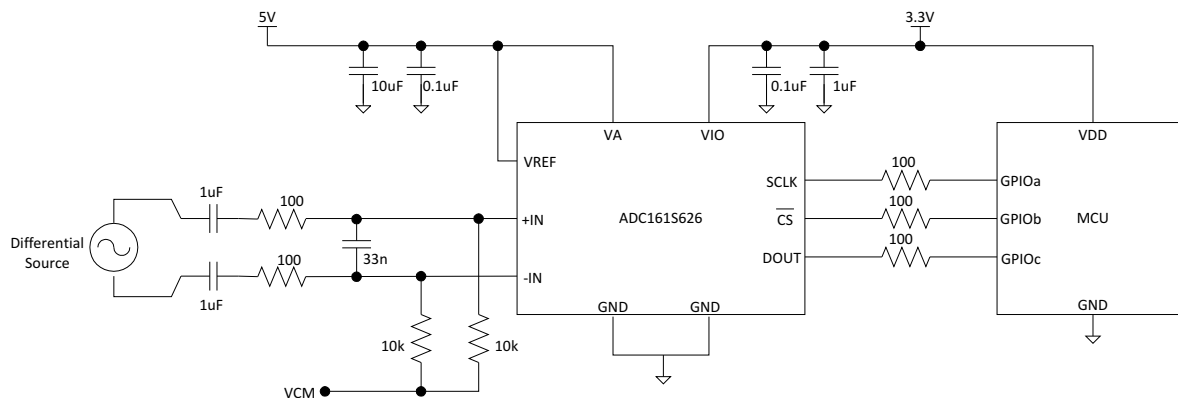 5V
3.3V
10uF
0.1uF
0.1uF
1uF
VA
VIO
VDD
VREF
SCLK
100
GPIOa
1uF
100
+IN
ADC161S626
CS
100
GPIOb
MCU
Differential
Source
33n
100
-IN
DOUT
100
GPIOc
1uF
GND
GND
GND
10k
10k
VCM